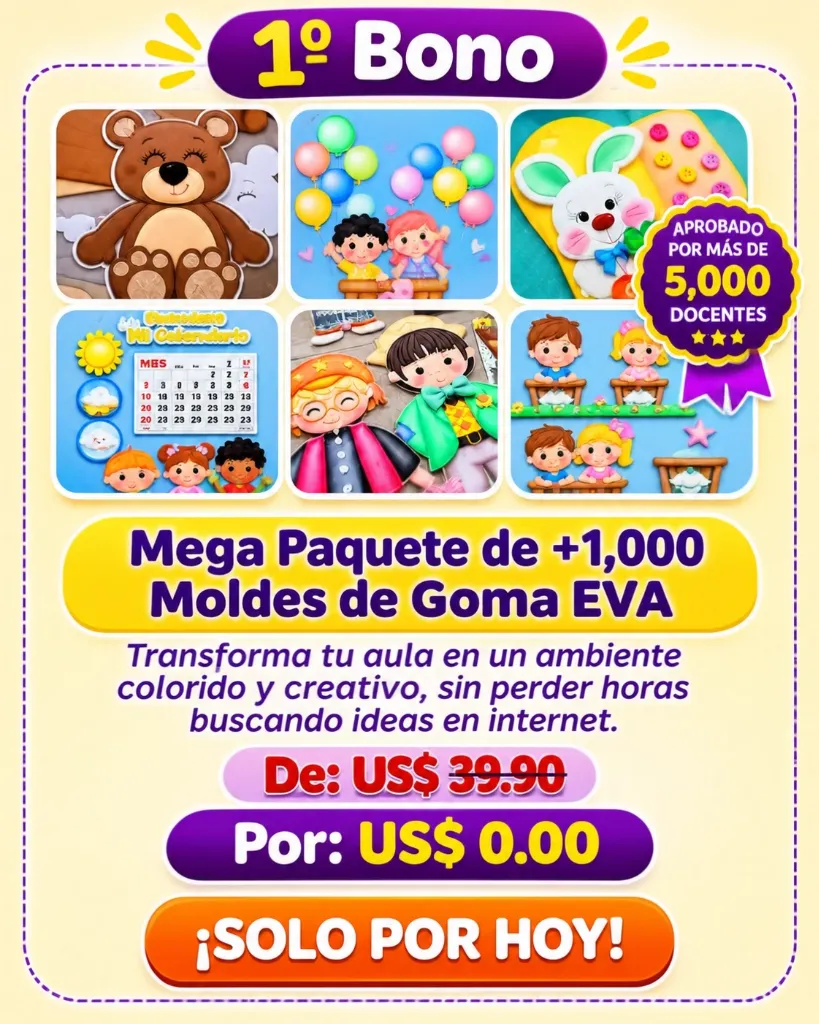 1º Bono
APROBADO
POR MÁS DE
5,000
DOCENTES
Mi Calendario
MES
Mega Paquete de +1,000
Moldes de Goma EVA
Transforma tu aula en un ambiente
colorido y creativo, sin perder horas
buscando ideas en internet.
De: US$ 39.90
Por: US$ 0.00
¡SOLO POR HOY!